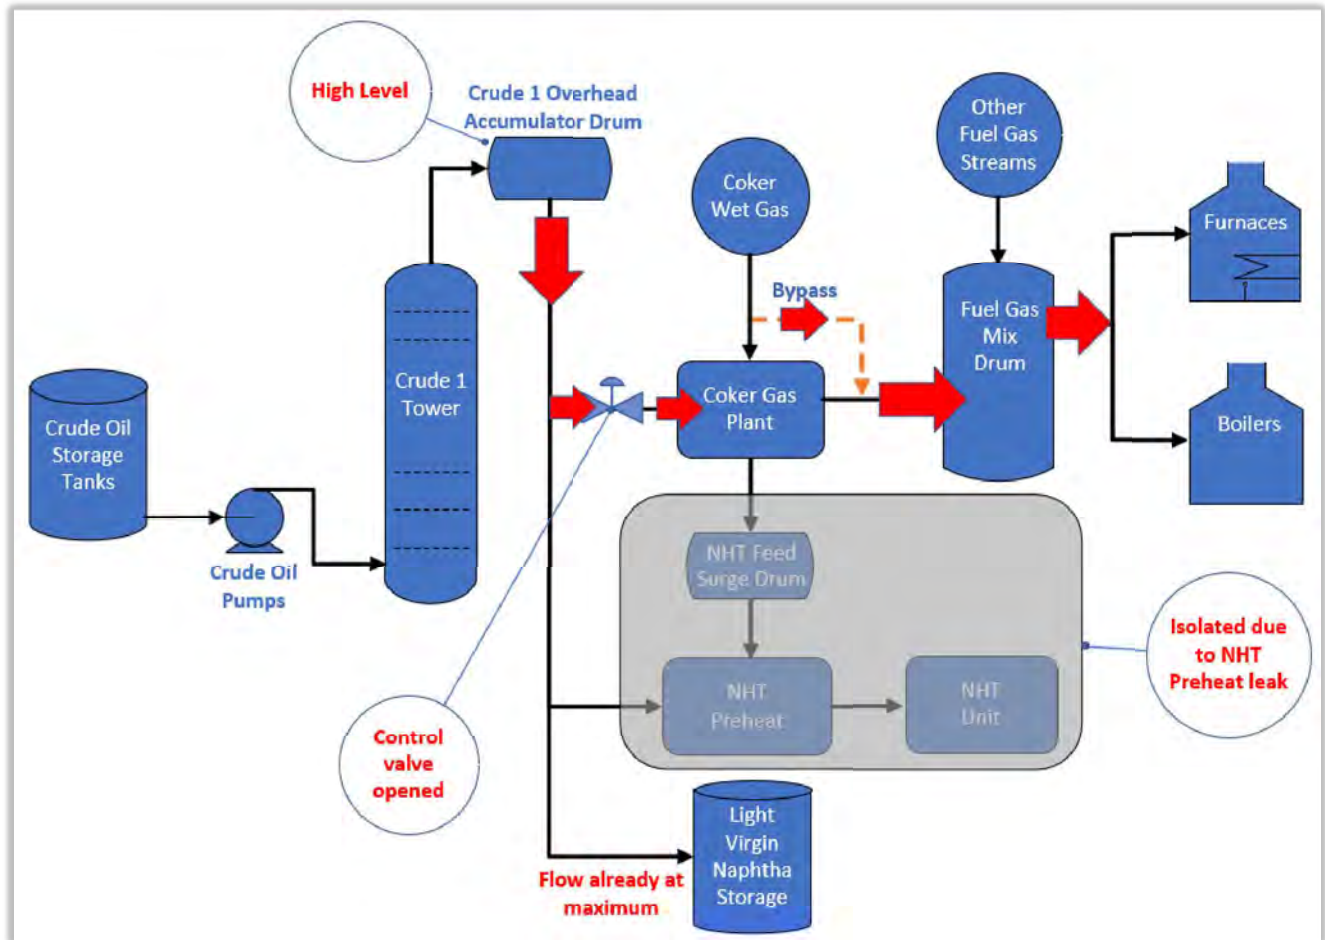 High Level
Crude 1 Overhead
Accumulator Drum
Other
Fuel Gas
Streams
Coker
Wet Gas
Furnaces
Bypass
Fuel Gas
Mix
Drum
Crude 1
Tower
Coker Gas
Plant
Boilers
Crude Oil
Storage
Tanks
Crude Oil
Pumps
NHT Feed
Surge Drum
Isolated due
to NHT
Preheat leak
NHT
Preheat
NHT
Unit
Control
valve
opened
Light
Virgin
Naphtha
Storage
Flow already at
maximum